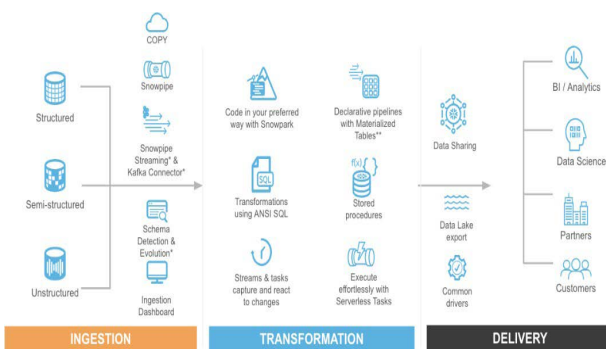 COPY
Snowpipe
Snowpipe
Streaming* &
Kafka Connector*
Schema
Detection &
Evolution*
Ingestion
Dashboard
Structured
Semi-structured
Unstructured
INGESTION
Code in your preferred
way with Snowpark
Declarative pipelines
with Materialized
Tables**
SQL
Transformations
using ANSI SQL
f(x) { }
Stored
procedures
Streams & tasks
capture and react
to changes
Execute
effortlessly with
Serverless Tasks
TRANSFORMATION
Data Sharing
Data Lake
export
Common
drivers
BI / Analytics
Data Science
Partners
Customers
DELIVERY